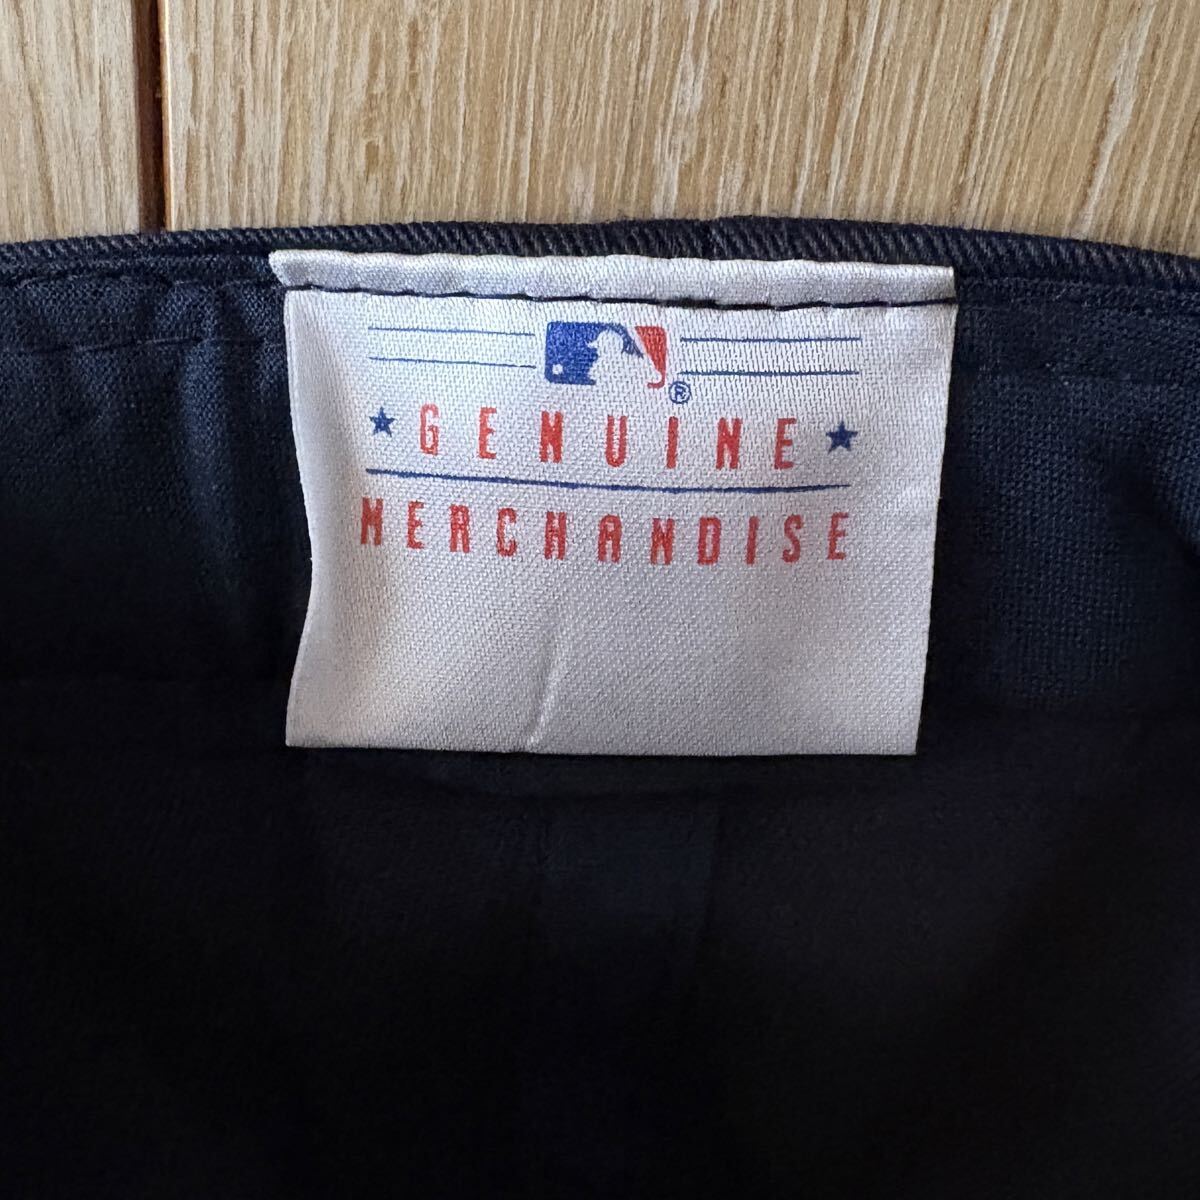 ®
★ GENUINE ★
MERCHANDISE